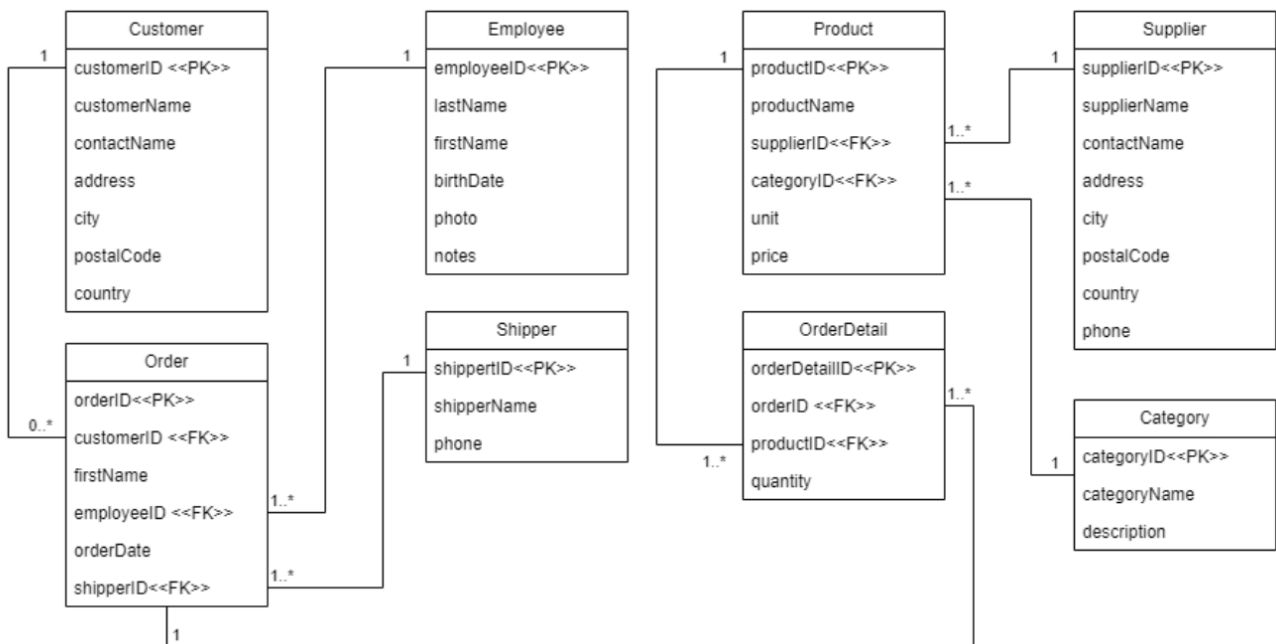 Customer
1
customerID <<PK>>
customerName
contactName
address
city
postalCode
country
Employee
1
employeeID<<PK>>
lastName
firstName
birthDate
photo
notes
Product
1
productID<<PK>>
productName
supplierID<<FK>>
1..*
categoryID<<FK>>
1..*
unit
price
Supplier
1
supplierID<<PK>>
supplierName
contactName
address
city
postalCode
country
phone
Order
orderID<<PK>>
0..*
customerID <<FK>>
firstName
employeeID <<FK>>
1..*
orderDate
shipperID<<FK>>
1..*
1
Shipper
1
shippertID<<PK>>
shipperName
phone
OrderDetail
orderDetailID<<PK>>
orderID <<FK>>
1..*
productID<<FK>>
1..*
quantity
Category
categoryID<<PK>>
1
categoryName
description